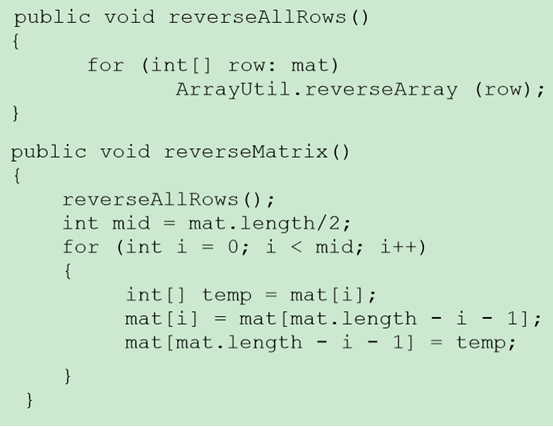 public void reverseAllRows()
{
for (int[] row: mat)
ArrayUtil.reverseArray (row);
}
public void reverseMatrix()
{
reverseAllRows();
int mid = mat.length/2;
for (int i = 0; i < mid; i++)
{
int[] temp = mat[i];
mat[i] = mat[mat.length - i - 1];
mat[mat.length - i - 1] = temp;
}
}